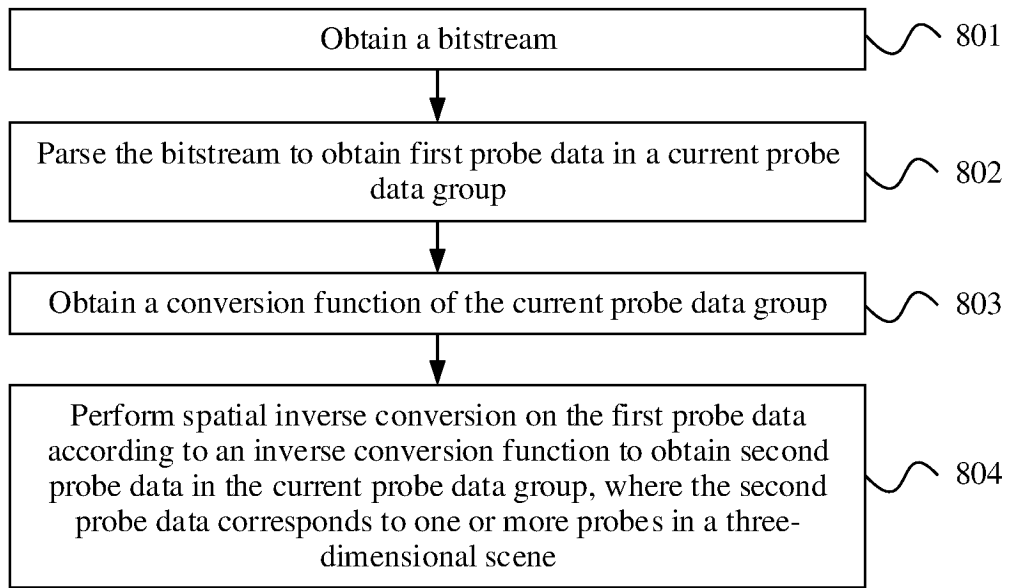 Obtain a bitstream
801
Parse the bitstream to obtain first probe data in a current probe
data group
802
Obtain a conversion function of the current probe data group
803
Perform spatial inverse conversion on the first probe data
according to an inverse conversion function to obtain second
probe data in the current probe data group, where the second
probe data corresponds to one or more probes in a three-
dimensional scene
804